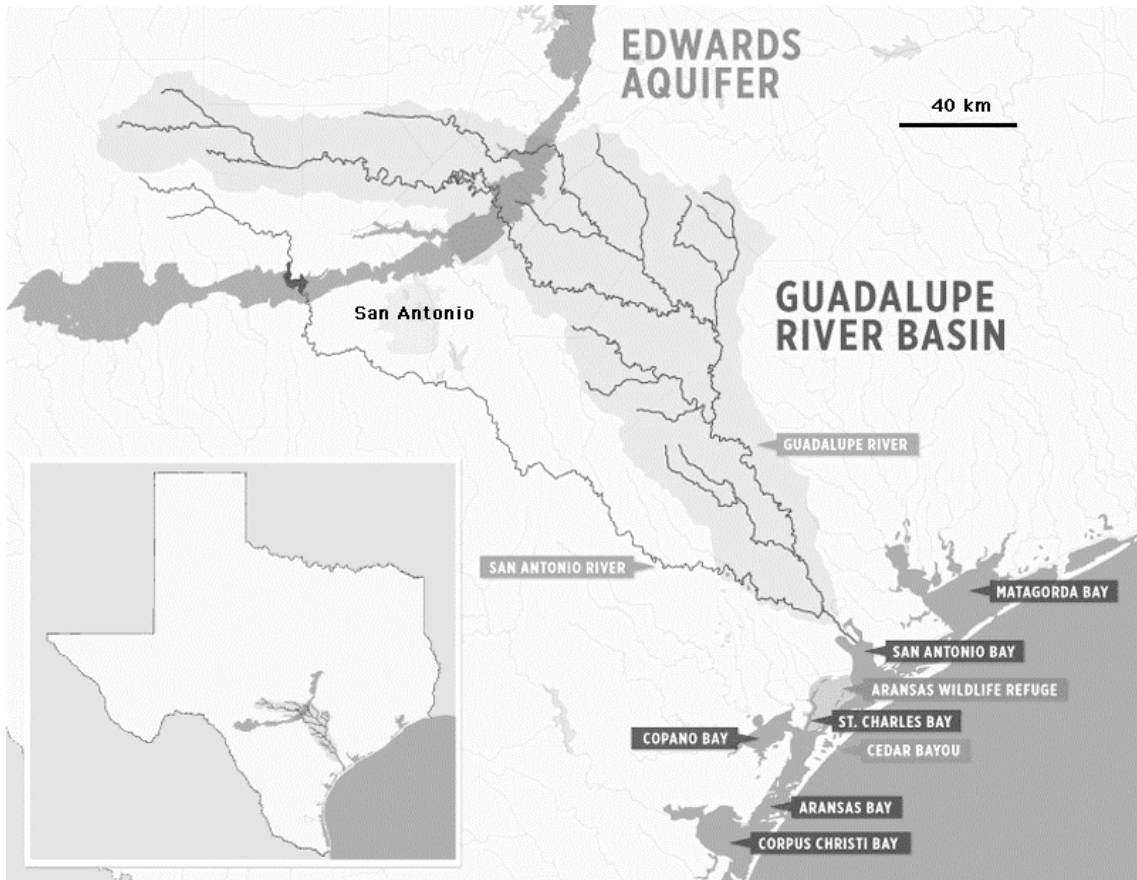 EDWARDS
AQUIFER
40 km
GUADALUPE
RIVER BASIN
San Antonio
GUADALUPE RIVER
SAN ANTONIO RIVER
MATAGORDA BAY
SAN ANTONIO BAY
ARANSAS WILDLIFE REFUGE
ST. CHARLES BAY
COPANO BAY
CEDAR BAYOU
ARANSAS BAY
CORPUS CHRISTI BAY